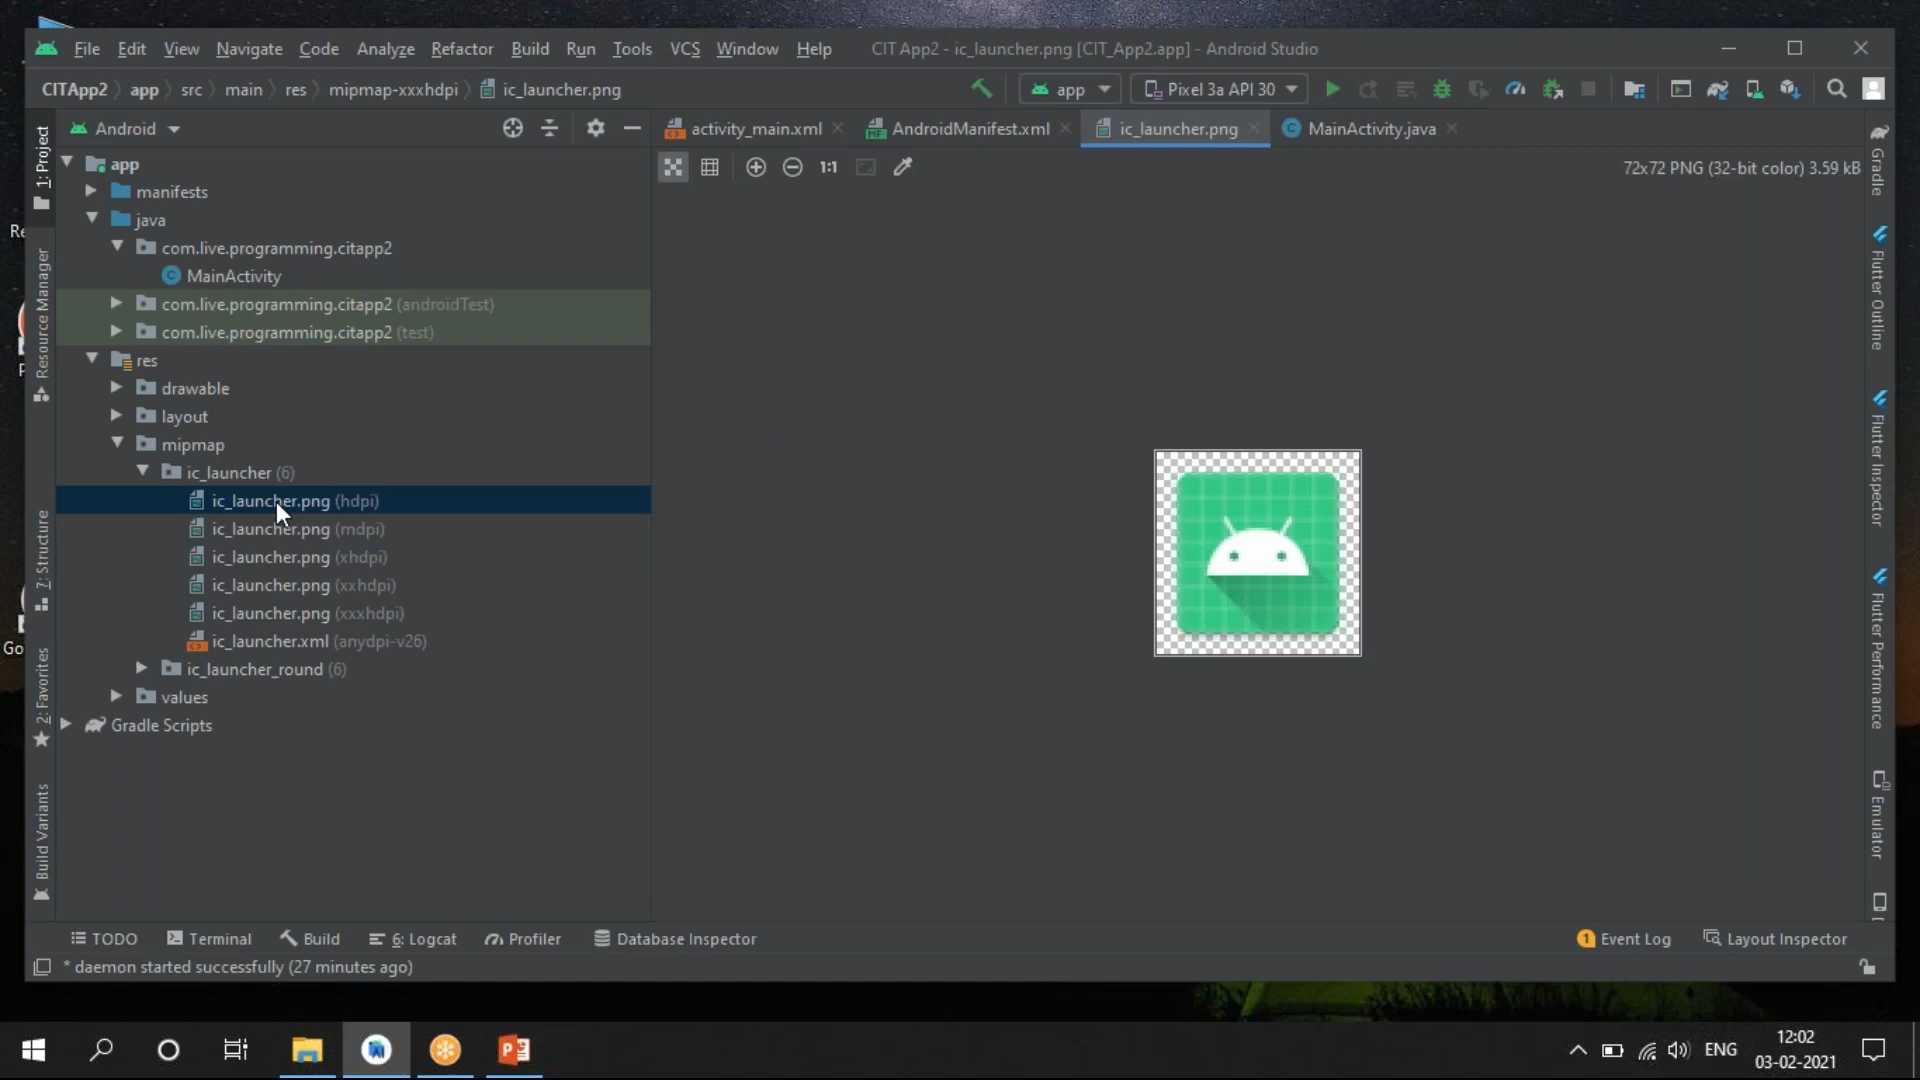 File Edit View Navigate Code Analyze Refactor Build Run Tools VCS Window Help CIT App2 - ic_launcher.png [CIT_App2.app] - Android Studio
CITApp2 app src main res mipmap-xxxhdpi ic_launcher.png app Pixel 3a API 30
Android activity_main.xml AndroidManifest.xml ic_launcher.png MainActivity.java
1:1 72x72 PNG (32-bit color) 3.59 kB
app
manifests
java
com.live.programming.citapp2
MainActivity
com.live.programming.citapp2 (androidTest)
com.live.programming.citapp2 (test)
res
drawable
layout
mipmap
ic_launcher (6)
ic_launcher.png (hdpi)
ic_launcher.png (mdpi)
ic_launcher.png (xhdpi)
ic_launcher.png (xxhdpi)
ic_launcher.png (xxxhdpi)
ic_launcher.xml (anydpi-v26)
ic_launcher_round (6)
values
Gradle Scripts
1: Project
Resource Manager
7: Structure
2: Favorites
Build Variants
Gradle
Flutter Outline
Flutter Inspector
Flutter Performance
Emulator
TODO Terminal Build 6: Logcat Profiler Database Inspector 1 Event Log Layout Inspector
* daemon started successfully (27 minutes ago)
ENG 12:02
03-02-2021